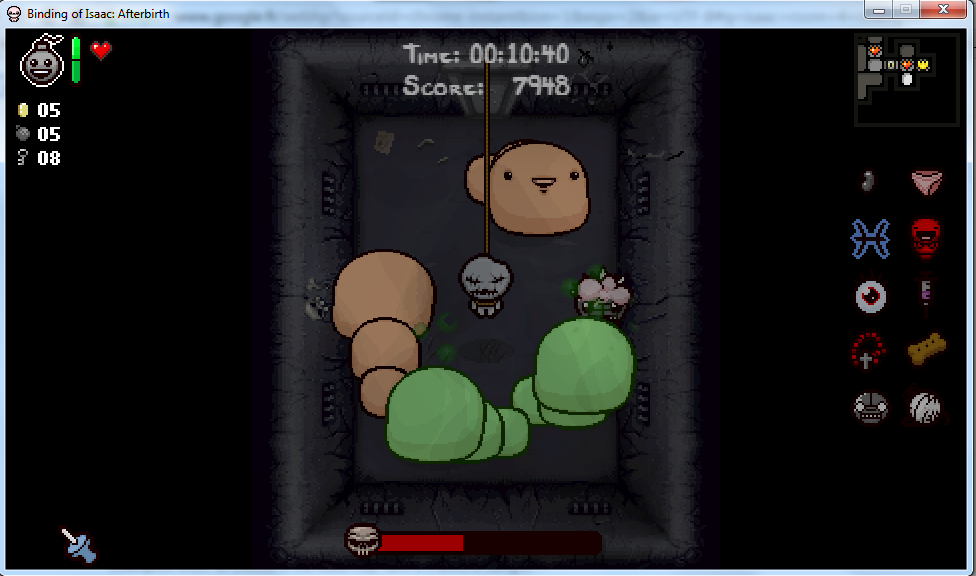 Binding of Isaac: Afterbirth
Time: 00:10:40
Score: 7948
05
05
08